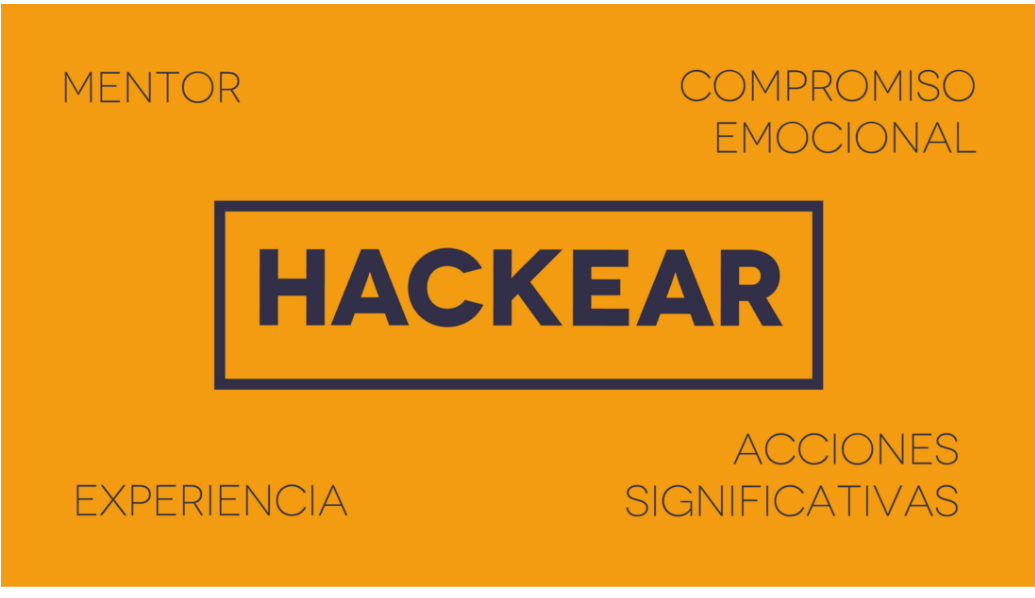 MENTOR
COMPROMISO
EMOCIONAL
HACKEAR
EXPERIENCIA
ACCIONES
SIGNIFICATIVAS